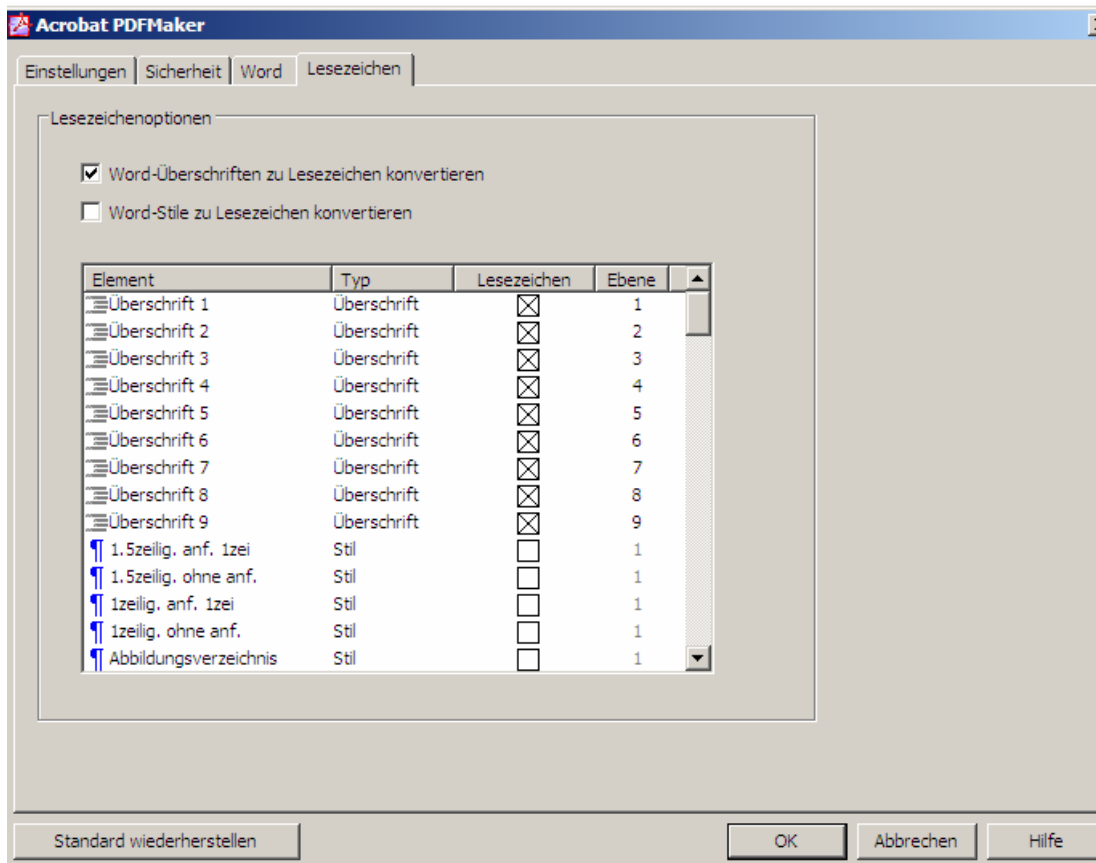 Acrobat PDFMaker
Einstellungen Sicherheit Word Lesezeichen
Lesezeichenoptionen
Word-Überschriften zu Lesezeichen konvertieren
Word-Stile zu Lesezeichen konvertieren
Element Typ Lesezeichen Ebene
Überschrift 1 Überschrift 1
Überschrift 2 Überschrift 2
Überschrift 3 Überschrift 3
Überschrift 4 Überschrift 4
Überschrift 5 Überschrift 5
Überschrift 6 Überschrift 6
Überschrift 7 Überschrift 7
Überschrift 8 Überschrift 8
Überschrift 9 Überschrift 9
¶ 1.5zeilig. anf. 1zei Stil 1
¶ 1.5zeilig. ohne anf. Stil 1
¶ 1zeilig. anf. 1zei Stil 1
¶ 1zeilig. ohne anf. Stil 1
¶ Abbildungsverzeichnis Stil 1
Standard wiederherstellen OK Abbrechen Hilfe